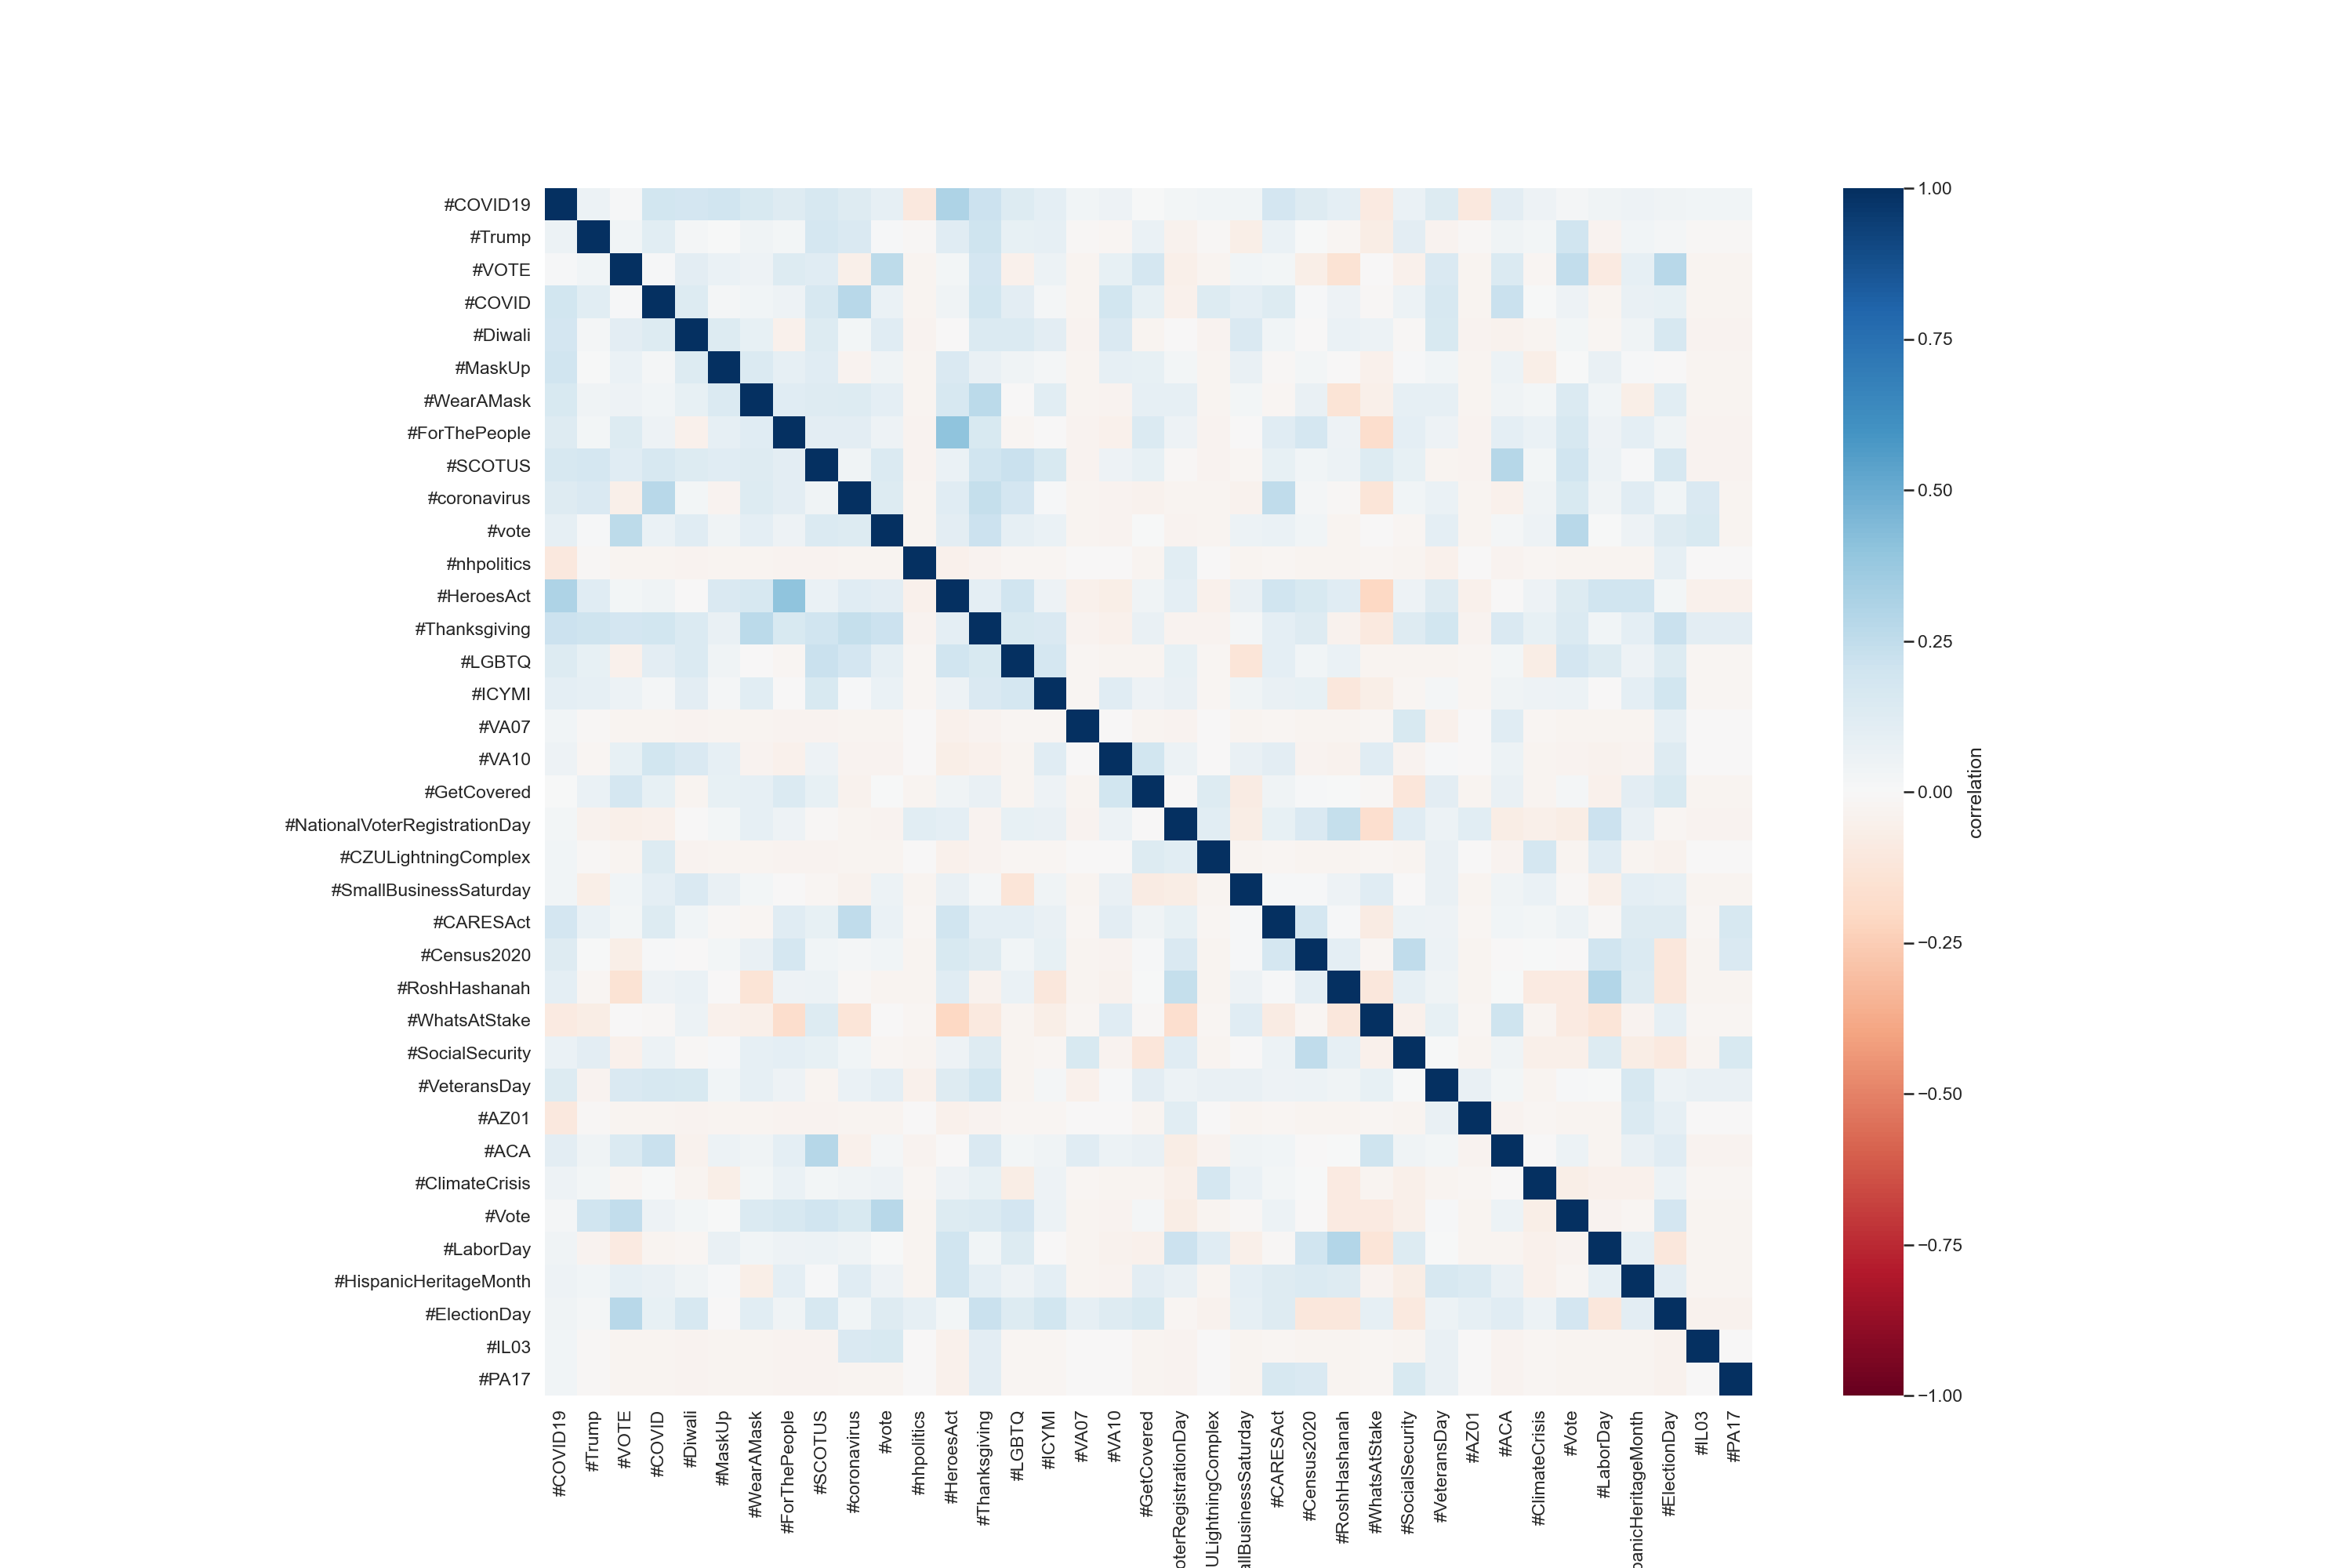 #COVID19
#Trump
#VOTE
#COVID
#Diwali
#MaskUp
#WearAMask
#ForThePeople
#SCOTUS
#coronavirus
#vote
#nhpolitics
#HeroesAct
#Thanksgiving
#LGBTQ
#ICYMI
#VA07
#VA10
#GetCovered
#NationalVoterRegistrationDay
#CZULightningComplex
#SmallBusinessSaturday
#CARESAct
#Census2020
#RoshHashanah
#WhatsAtStake
#SocialSecurity
#VeteransDay
#AZ01
#ACA
#ClimateCrisis
#Vote
#LaborDay
#HispanicHeritageMonth
#ElectionDay
#IL03
#PA17
#COVID19
#Trump
#VOTE
#COVID
#Diwali
#MaskUp
#WearAMask
#ForThePeople
#SCOTUS
#coronavirus
#vote
#nhpolitics
#HeroesAct
#Thanksgiving
#LGBTQ
#ICYMI
#VA07
#VA10
#GetCovered
oterRegistrationDay
ULightningComplex
allBusinessSaturday
#CARESAct
#Census2020
#RoshHashanah
#WhatsAtStake
#SocialSecurity
#VeteransDay
#AZ01
#ACA
#ClimateCrisis
#Vote
#LaborDay
panicHeritageMonth
#ElectionDay
#IL03
#PA17
1.00
0.75
0.50
0.25
0.00
−0.25
−0.50
−0.75
−1.00
correlation